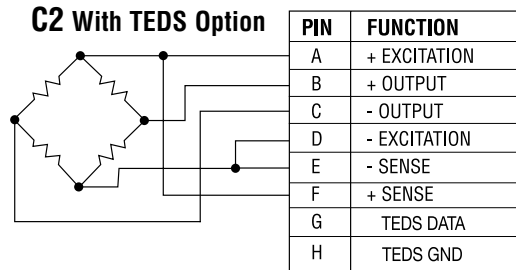 C2 With TEDS Option
PIN FUNCTION
A + EXCITATION
B + OUTPUT
C - OUTPUT
D - EXCITATION
E - SENSE
F + SENSE
G TEDS DATA
H TEDS GND